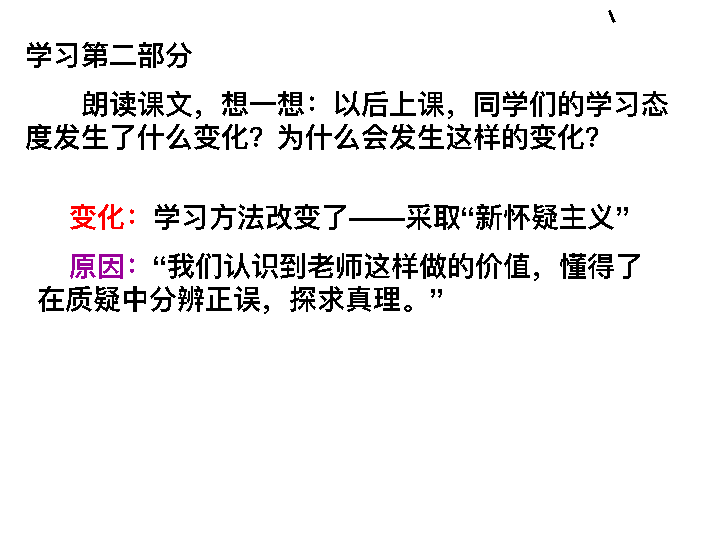 \
学习第二部分
朗读课文，想一想：以后上课，同学们的学习态
度发生了什么变化？为什么会发生这样的变化？
变化：学习方法改变了——采取“新怀疑主义”
原因：“我们认识到老师这样做的价值，懂得了
在质疑中分辨正误，探求真理。”